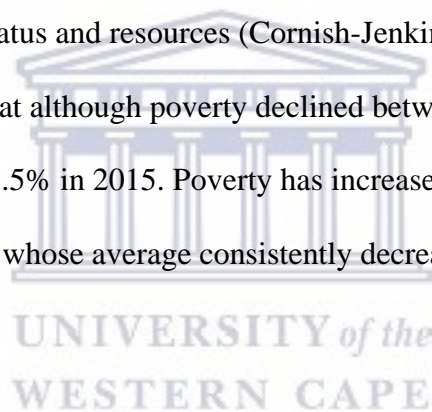 atus and resources (Cornish-Jenkin
at although poverty declined betw
.5% in 2015. Poverty has increase
whose average consistently decrea
UNIVERSITY of the
WESTERN CAPE